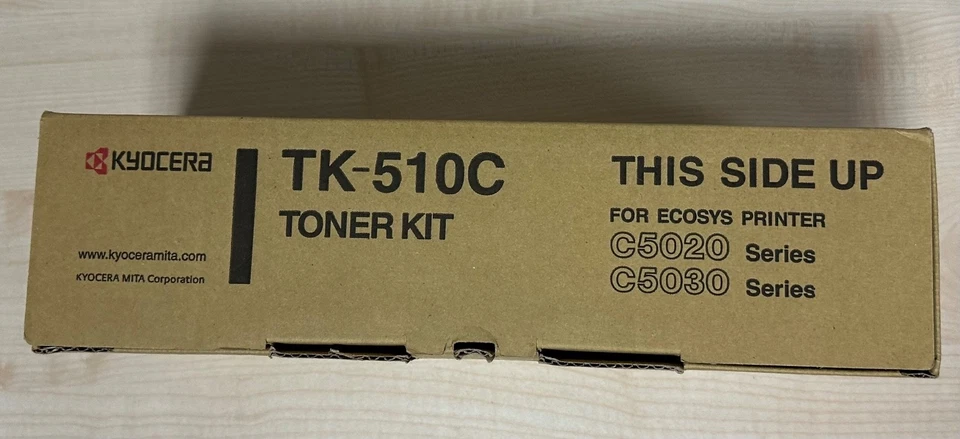 KYOCERA
www.kyoceramita.com
KYOCERA MITA Corporation
TK-510C
TONER KIT
THIS SIDE UP
FOR ECOSYS PRINTER
C5020 Series
C5030 Series